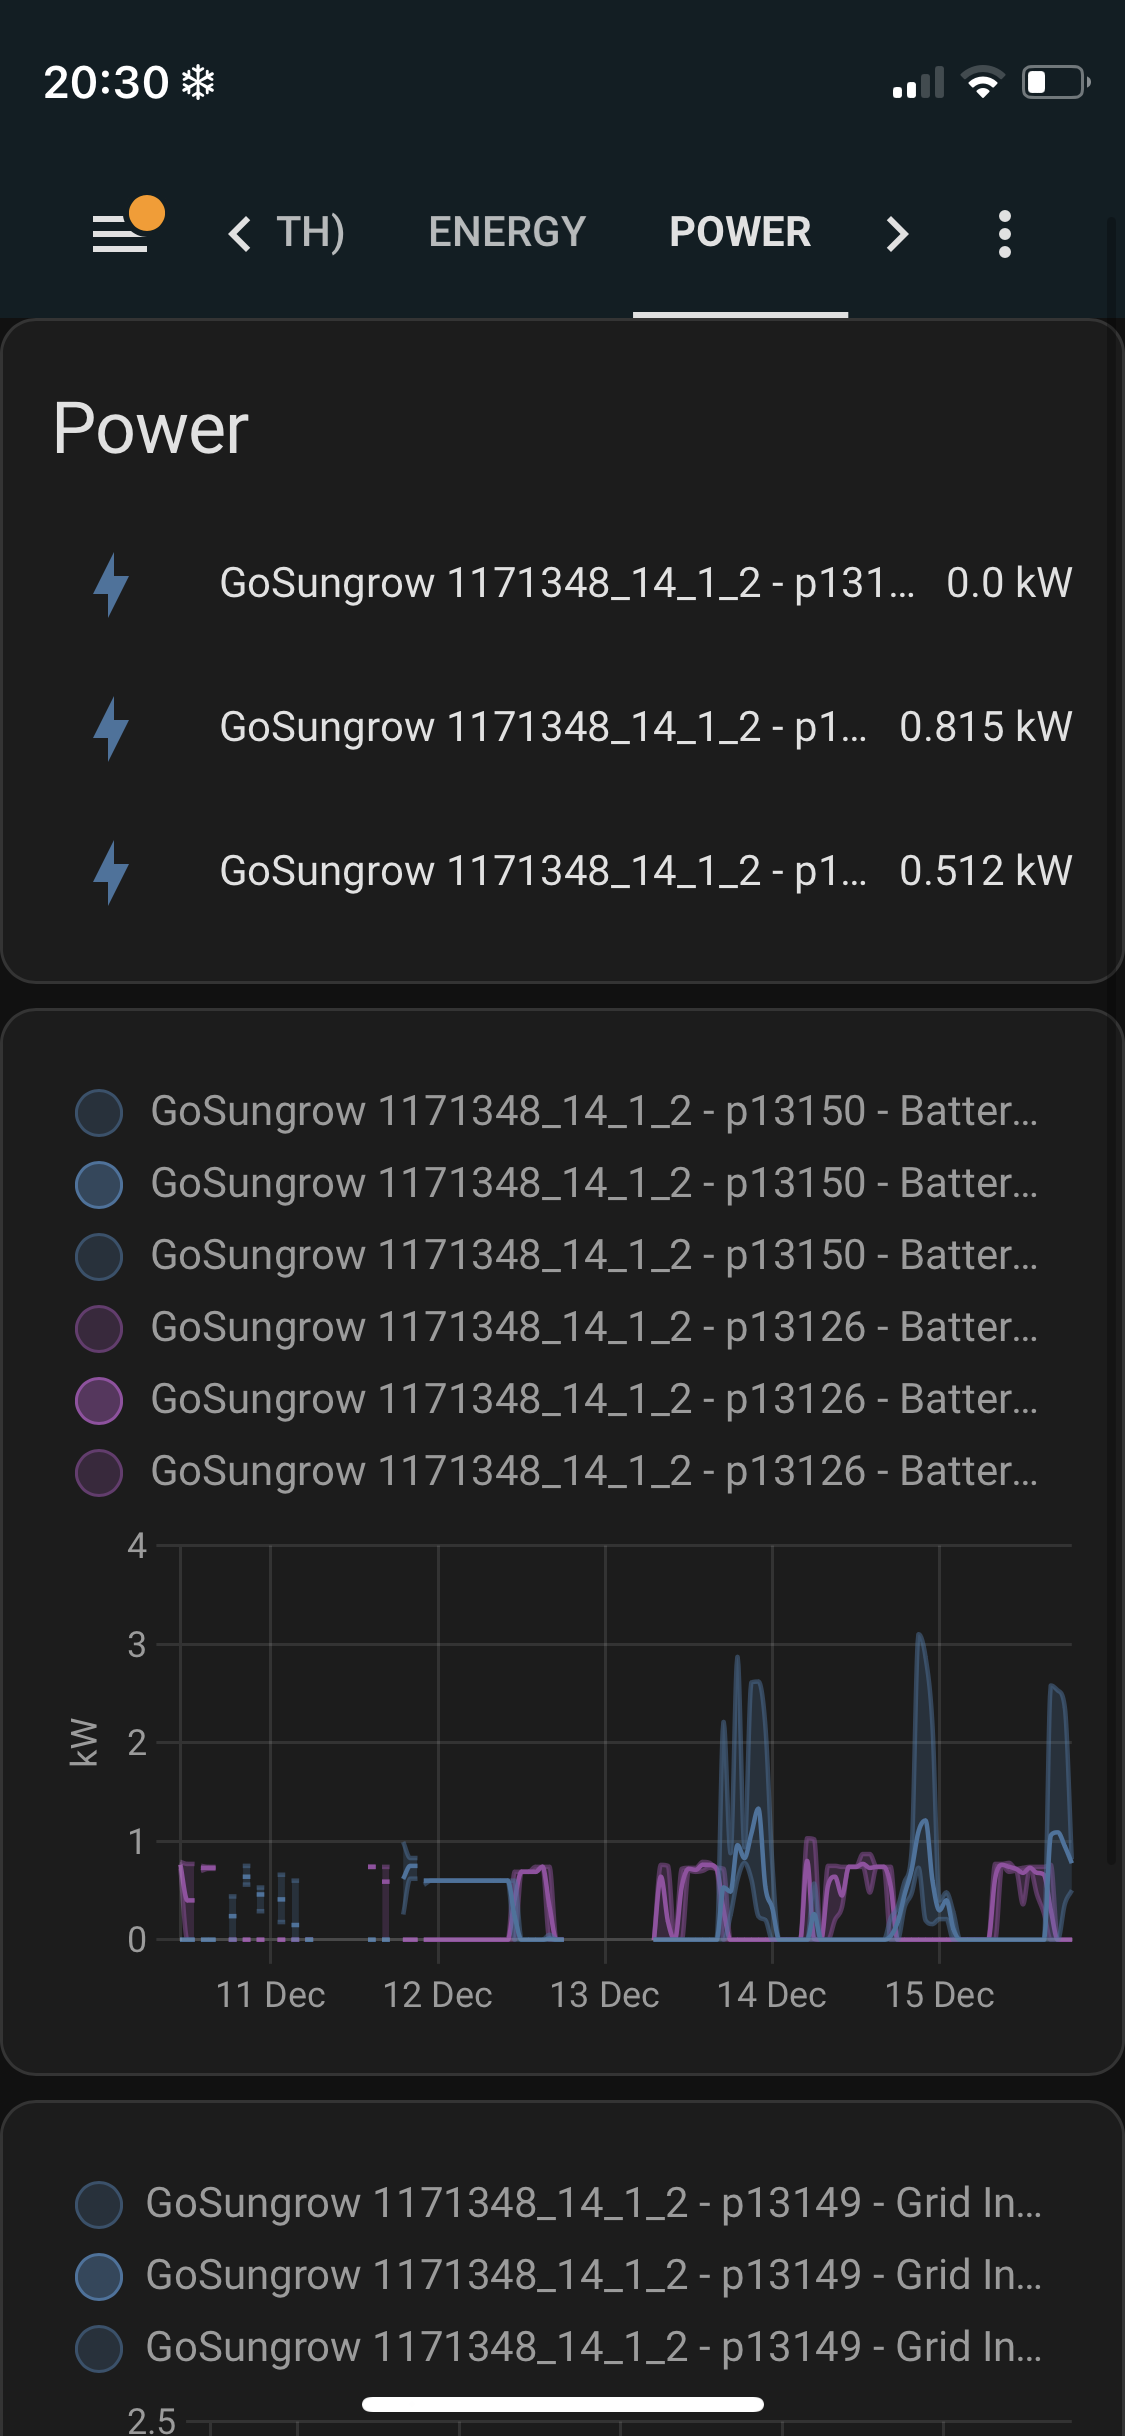 20:30
TH) ENERGY POWER
Power
GoSungrow 1171348_14_1_2 - p131... 0.0 kW
GoSungrow 1171348_14_1_2 - p1... 0.815 kW
GoSungrow 1171348_14_1_2 - p1... 0.512 kW
GoSungrow 1171348_14_1_2 - p13150 - Batter...
GoSungrow 1171348_14_1_2 - p13150 - Batter...
GoSungrow 1171348_14_1_2 - p13150 - Batter...
GoSungrow 1171348_14_1_2 - p13126 - Batter...
GoSungrow 1171348_14_1_2 - p13126 - Batter...
GoSungrow 1171348_14_1_2 - p13126 - Batter...
4
3
kW
2
1
0
11 Dec 12 Dec 13 Dec 14 Dec 15 Dec
GoSungrow 1171348_14_1_2 - p13149 - Grid In...
GoSungrow 1171348_14_1_2 - p13149 - Grid In...
GoSungrow 1171348_14_1_2 - p13149 - Grid In...
2.5